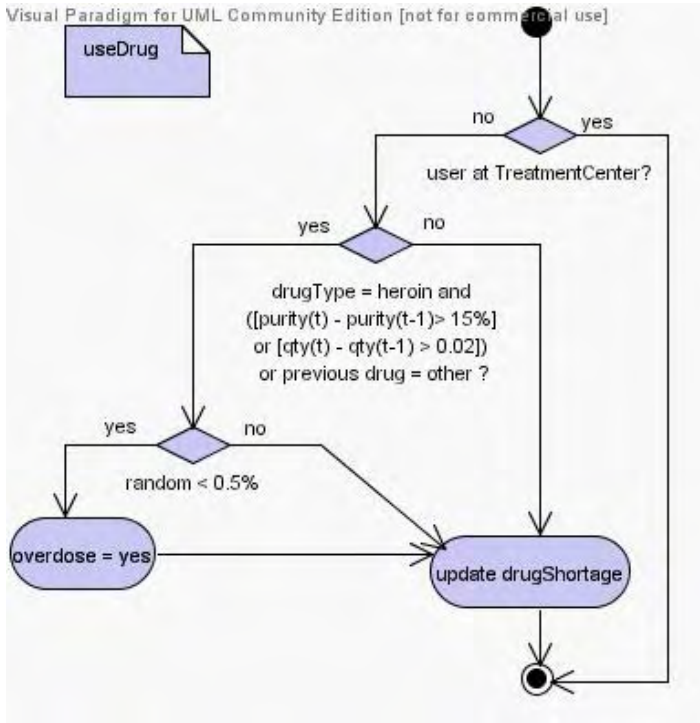 Visual Paradigm for UML Community Edition [not for commercial use]
useDrug
no
yes
user at TreatmentCenter?
yes
no
drugType = heroin and
([purity(t) - purity(t-1)> 15%]
or [qty(t) - qty(t-1) > 0.02])
or previous drug = other ?
yes
no
random < 0.5%
overdose = yes
update drugShortage